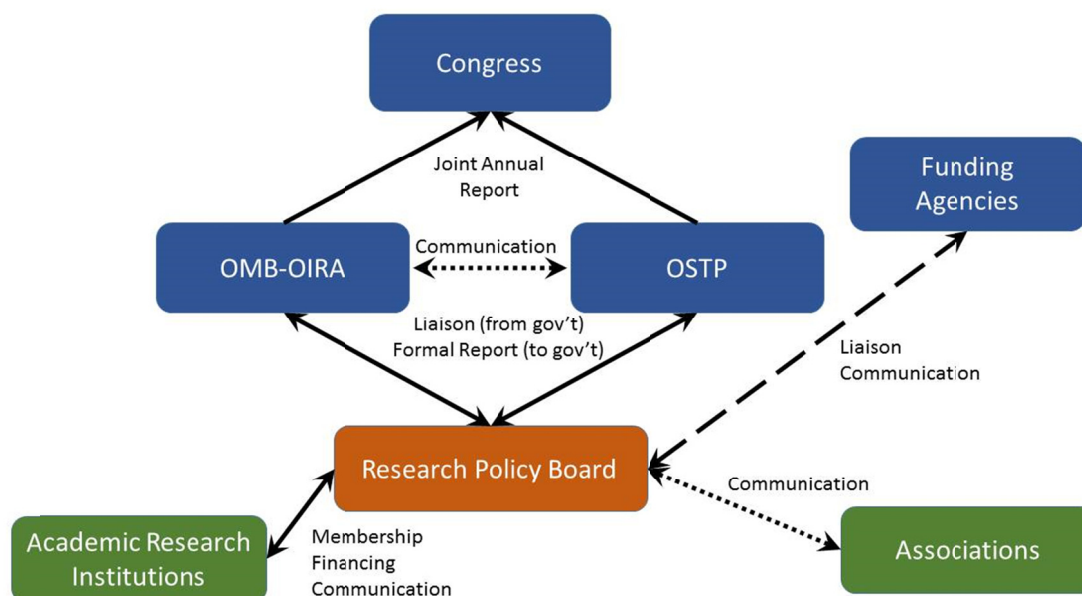 Congress
Joint Annual
Report
Funding
Agencies
Communication
OMB-OIRA
OSTP
Liaison (from gov't)
Formal Report (to gov't)
Liaison
Communication
Research Policy Board
Communication
Academic Research
Institutions
Membership
Financing
Communication
Associations